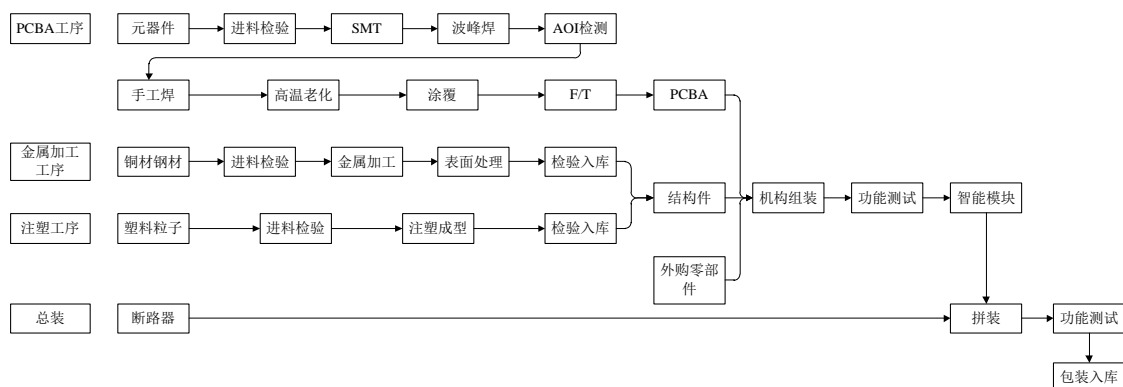 PCBA工序
元器件
进料检验
SMT
波峰焊
AOI检测
手工焊
高温老化
涂覆
F/T
PCBA
金属加工
工序
铜材钢材
进料检验
金属加工
表面处理
检验入库
结构件
机构组装
功能测试
智能模块
注塑工序
塑料粒子
进料检验
注塑成型
检验入库
外购零部
件
总装
断路器
拼装
功能测试
包装入库